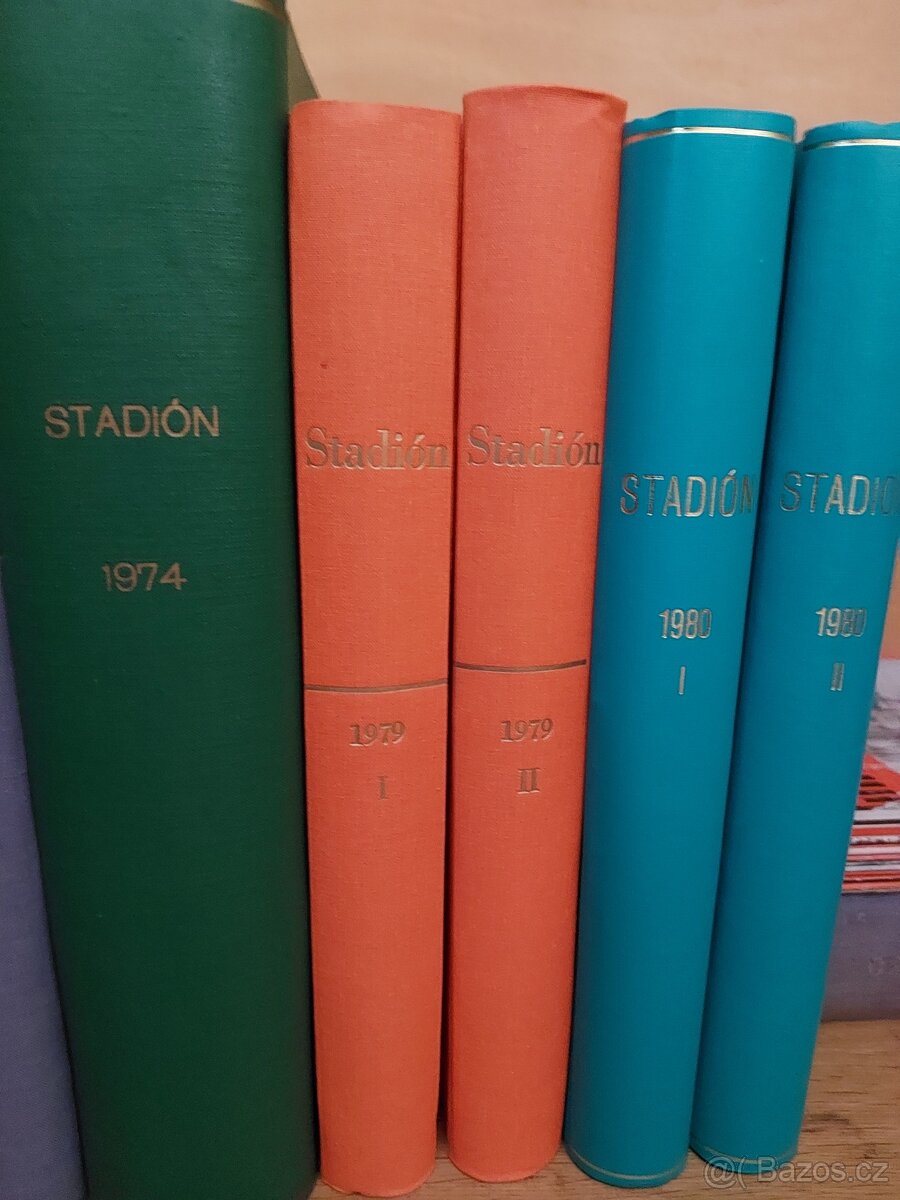 STADIÓN
1974
Stadión
1979
I
Stadión
1979
II
STADIÓN
1980
I
STADIÓ
1980
II
@( Bazos.cz